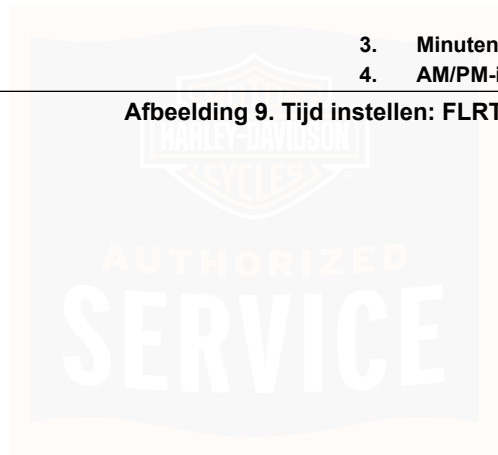 3. Minuten
4. AM/PM-i
Afbeelding 9. Tijd instellen: FLRT
HARLEY-DAVIDSON
CYCLES
AUTHORIZED
SERVICE